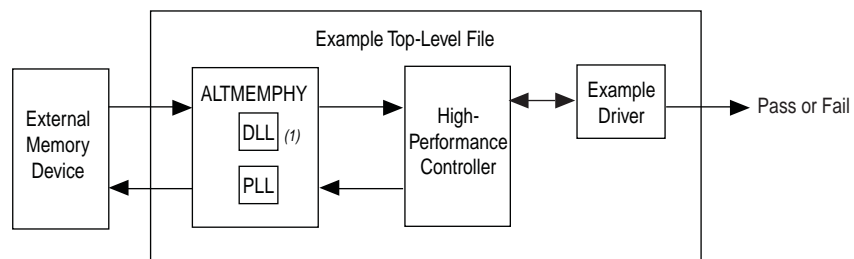 Example Top-Level File
External
Memory
Device
ALTMEMPHY
DLL (1)
PLL
High-
Performance
Controller
Example
Driver
Pass or Fail